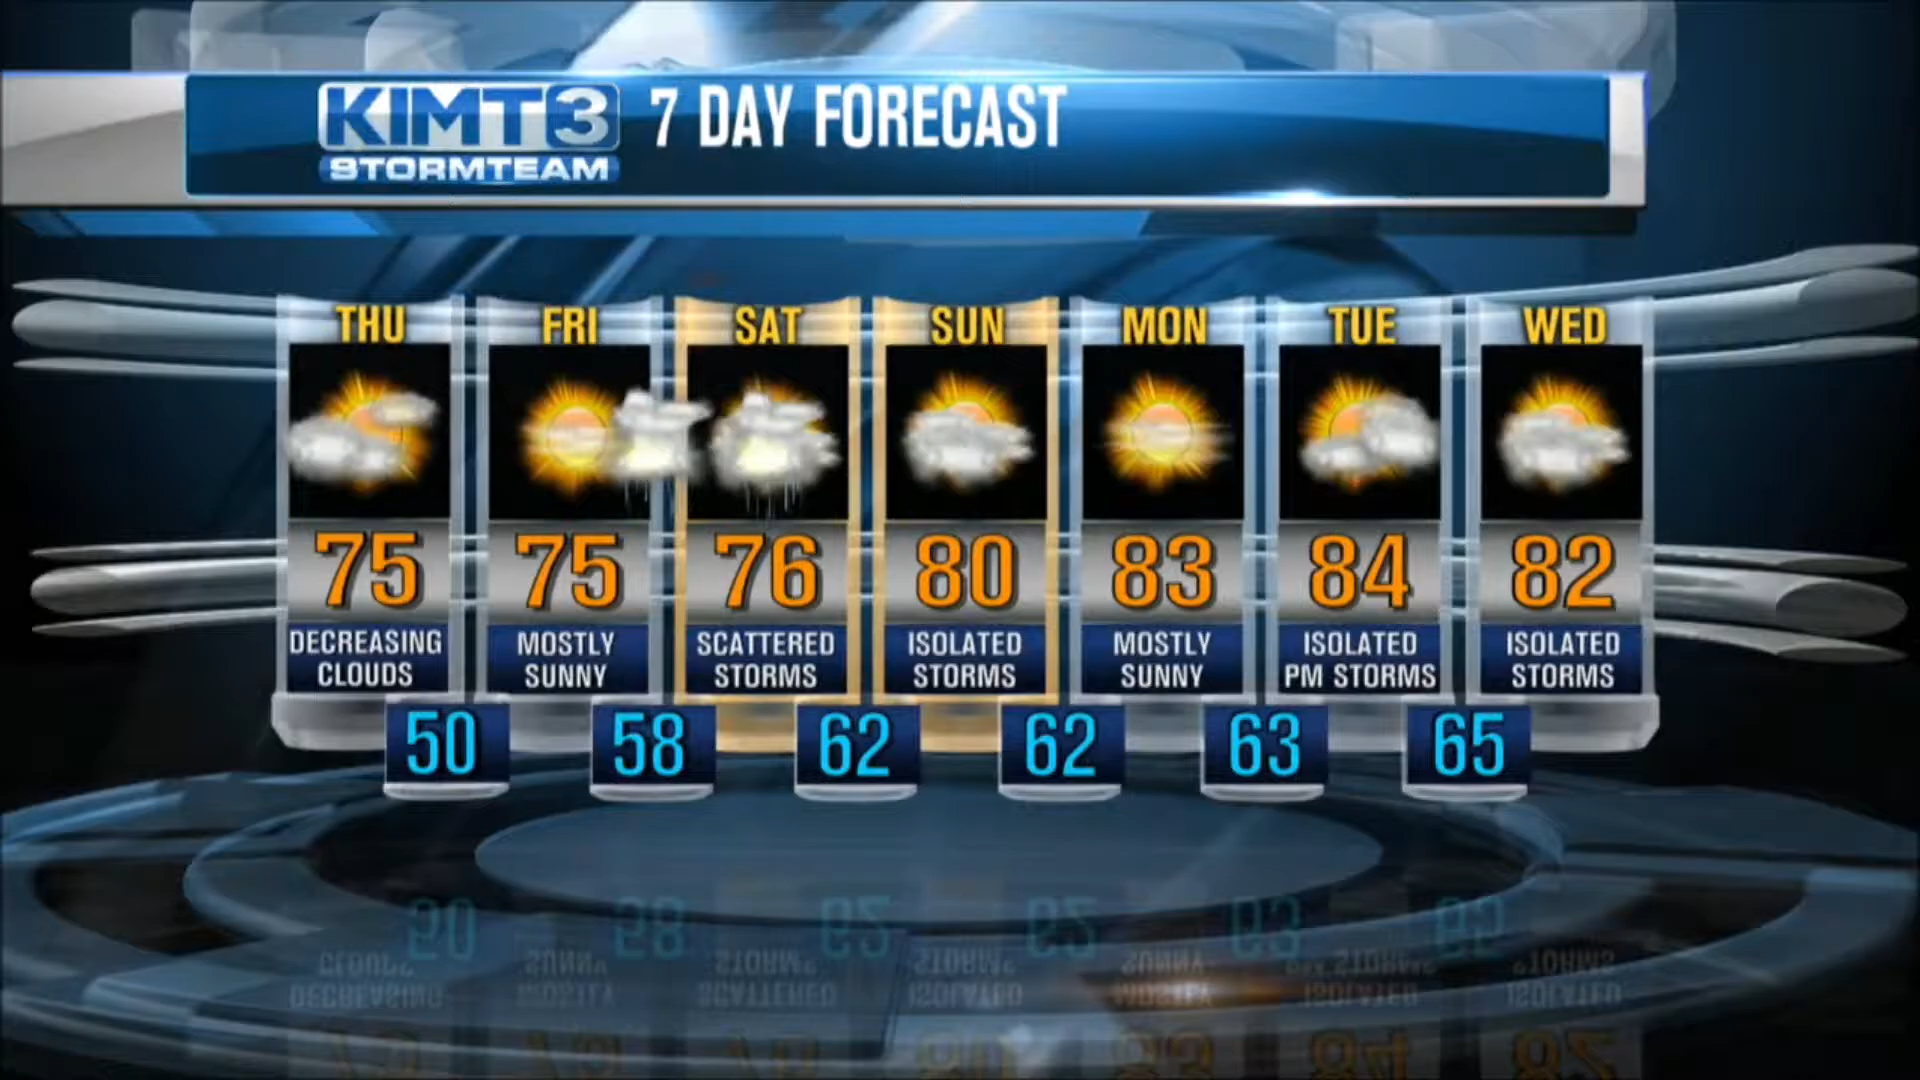 KIMT 3
STORMTEAM
7 DAY FORECAST
THU
FRI
SAT
SUN
MON
TUE
WED
75
75
76
80
83
84
82
DECREASING
CLOUDS
MOSTLY
SUNNY
SCATTERED
STORMS
ISOLATED
STORMS
MOSTLY
SUNNY
ISOLATED
PM STORMS
ISOLATED
STORMS
50
58
62
62
63
65